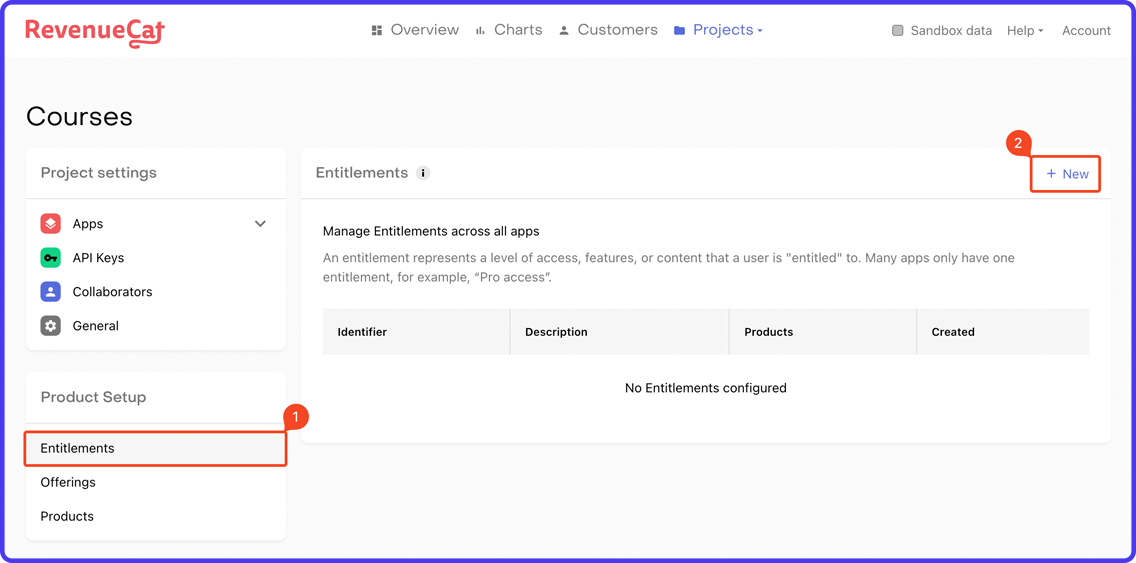 RevenueCat
Overview Charts Customers Projects
Sandbox data Help Account
Courses
Project settings
Apps
API Keys
Collaborators
General
Product Setup
1
Entitlements
Offerings
Products
Entitlements i
2
+ New
Manage Entitlements across all apps
An entitlement represents a level of access, features, or content that a user is "entitled" to. Many apps only have one
entitlement, for example, “Pro access”.
Identifier Description Products Created
No Entitlements configured